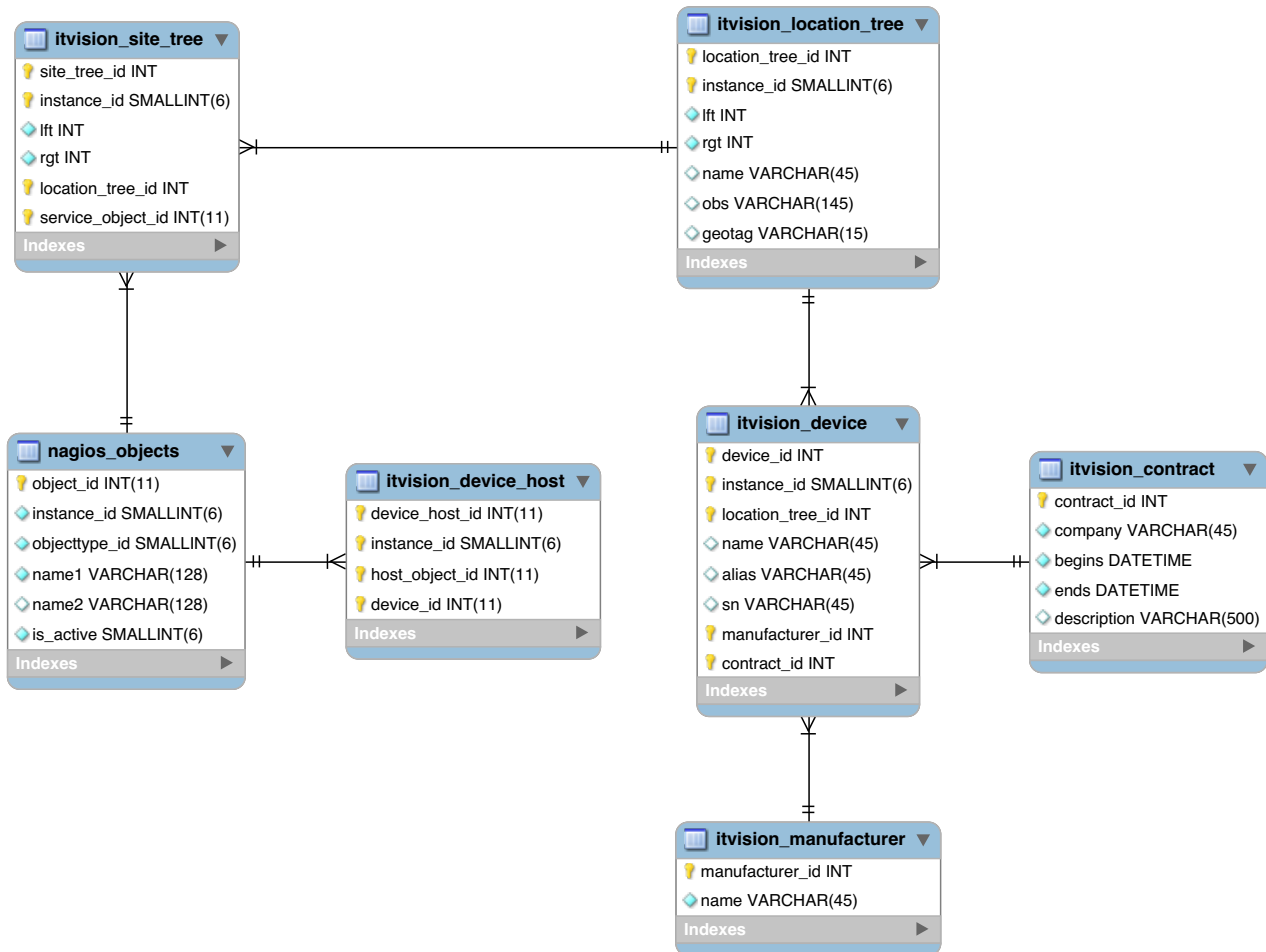 itvision_site_tree
site_tree_id INT
instance_id SMALLINT(6)
lft INT
rgt INT
location_tree_id INT
service_object_id INT(11)
Indexes
itvision_location_tree
location_tree_id INT
instance_id SMALLINT(6)
lft INT
rgt INT
name VARCHAR(45)
obs VARCHAR(145)
geotag VARCHAR(15)
Indexes
nagios_objects
object_id INT(11)
instance_id SMALLINT(6)
objecttype_id SMALLINT(6)
name1 VARCHAR(128)
name2 VARCHAR(128)
is_active SMALLINT(6)
Indexes
itvision_device_host
device_host_id INT(11)
instance_id SMALLINT(6)
host_object_id INT(11)
device_id INT(11)
Indexes
itvision_device
device_id INT
instance_id SMALLINT(6)
location_tree_id INT
name VARCHAR(45)
alias VARCHAR(45)
sn VARCHAR(45)
manufacturer_id INT
contract_id INT
Indexes
itvision_contract
contract_id INT
company VARCHAR(45)
begins DATETIME
ends DATETIME
description VARCHAR(500)
Indexes
itvision_manufacturer
manufacturer_id INT
name VARCHAR(45)
Indexes